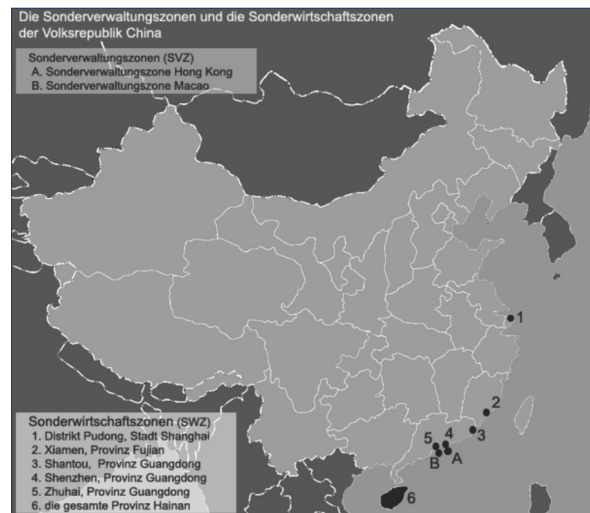 Die Sonderverwaltungszonen und die Sonderwirtschaftszonen
der Volksrepublik China
Sonderverwaltungszonen (SVZ)
A. Sonderverwaltungszone Hong Kong
B. Sonderverwaltungszone Macao
1
2
3
4
5
B
A
6
Sonderwirtschaftszonen (SWZ)
1. Distrikt Pudong, Stadt Shanghai
2. Xiamen, Provinz Fujian
3. Shantou, Provinz Guangdong
4. Shenzhen, Provinz Guangdong
5. Zhuhai, Provinz Guangdong
6. die gesamte Provinz Hainan